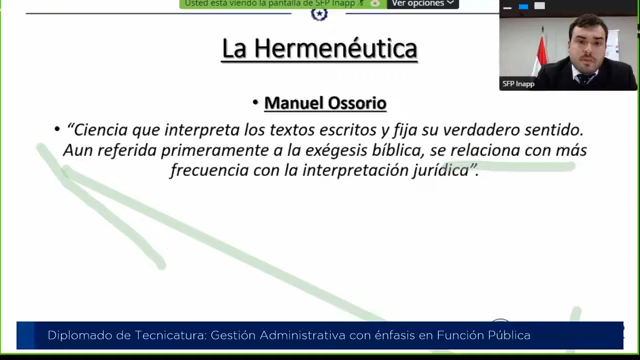 Usted está viendo la pantalla de SFP Inapp
Ver opciones
La Hermenéutica
SFP Inapp
• Manuel Ossorio
• “Ciencia que interpreta los textos escritos y fija su verdadero sentido.
Aun referida primeramente a la exégesis bíblica, se relaciona con más
frecuencia con la interpretación jurídica”.
Diplomado de Tecnicatura: Gestión Administrativa con énfasis en Función Pública